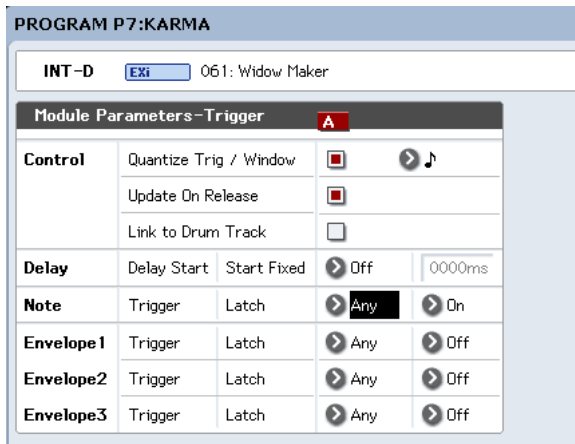 PROGRAM P7:KARMA
INT-D EXi 061: Widow Maker
Module Parameters-Trigger A
Control Quantize Trig / Window ♪
Update On Release
Link to Drum Track
Delay Delay Start Start Fixed Off 0000ms
Note Trigger Latch Any On
Envelope1 Trigger Latch Any Off
Envelope2 Trigger Latch Any Off
Envelope3 Trigger Latch Any Off